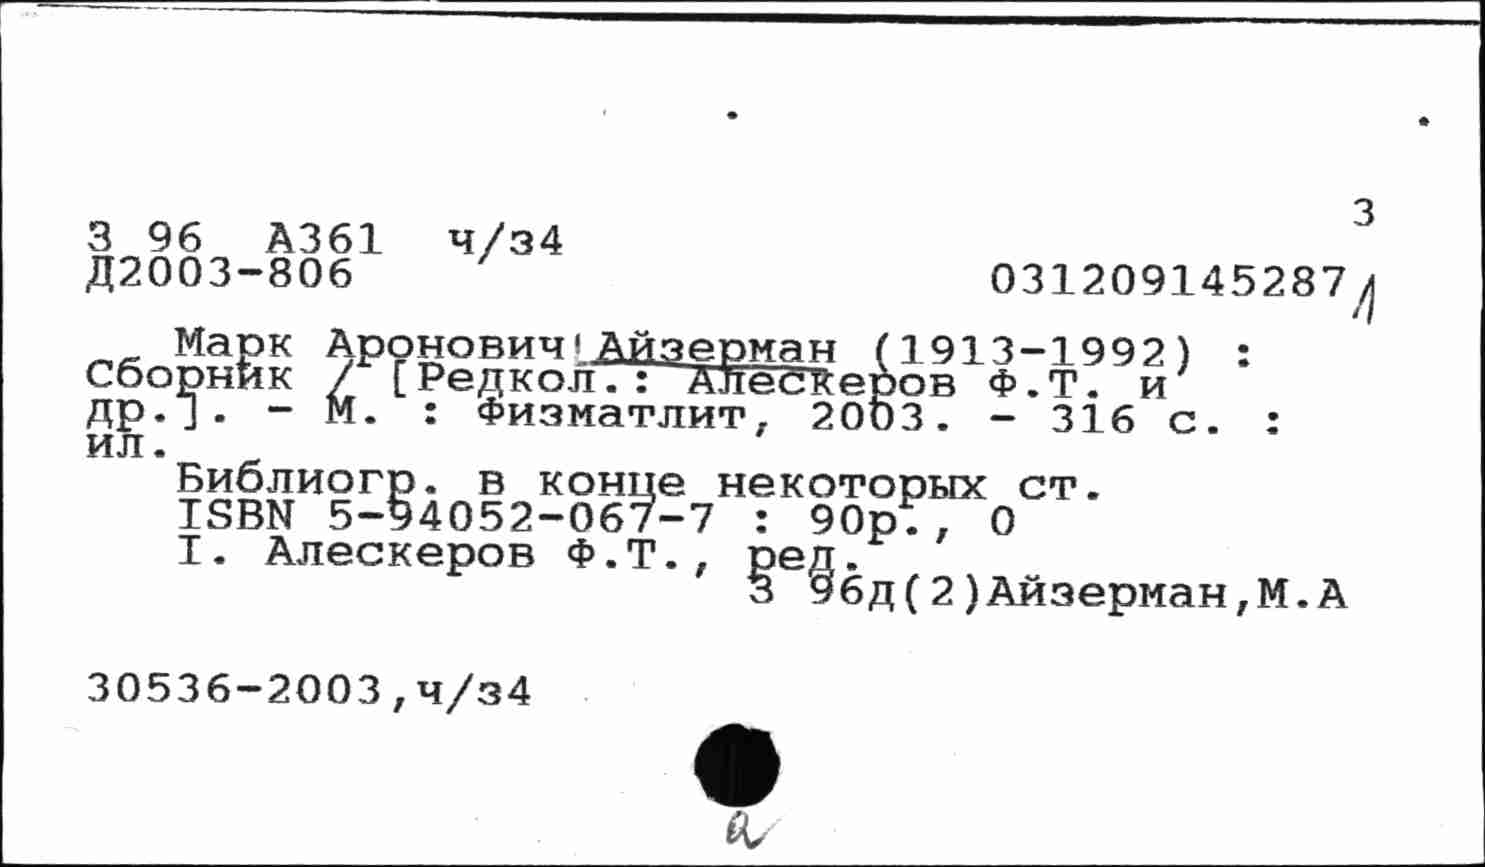 3
З 96 А361 ч/з4
Д2003-806
031209145287
Марк Аронович Айзерман (1913-1992) :
Сборник / [Редкол.: Алескеров Ф.Т. и
др.]. - М. : Физматлит, 2003. - 316 с. :
ил.
Библиогр. в конце некоторых ст.
ISBN 5-94052-067-7 : 90р., 0
I. Алескеров Ф.Т., ред.
З 96д(2)Айзерман,М.А
30536-2003,ч/з4